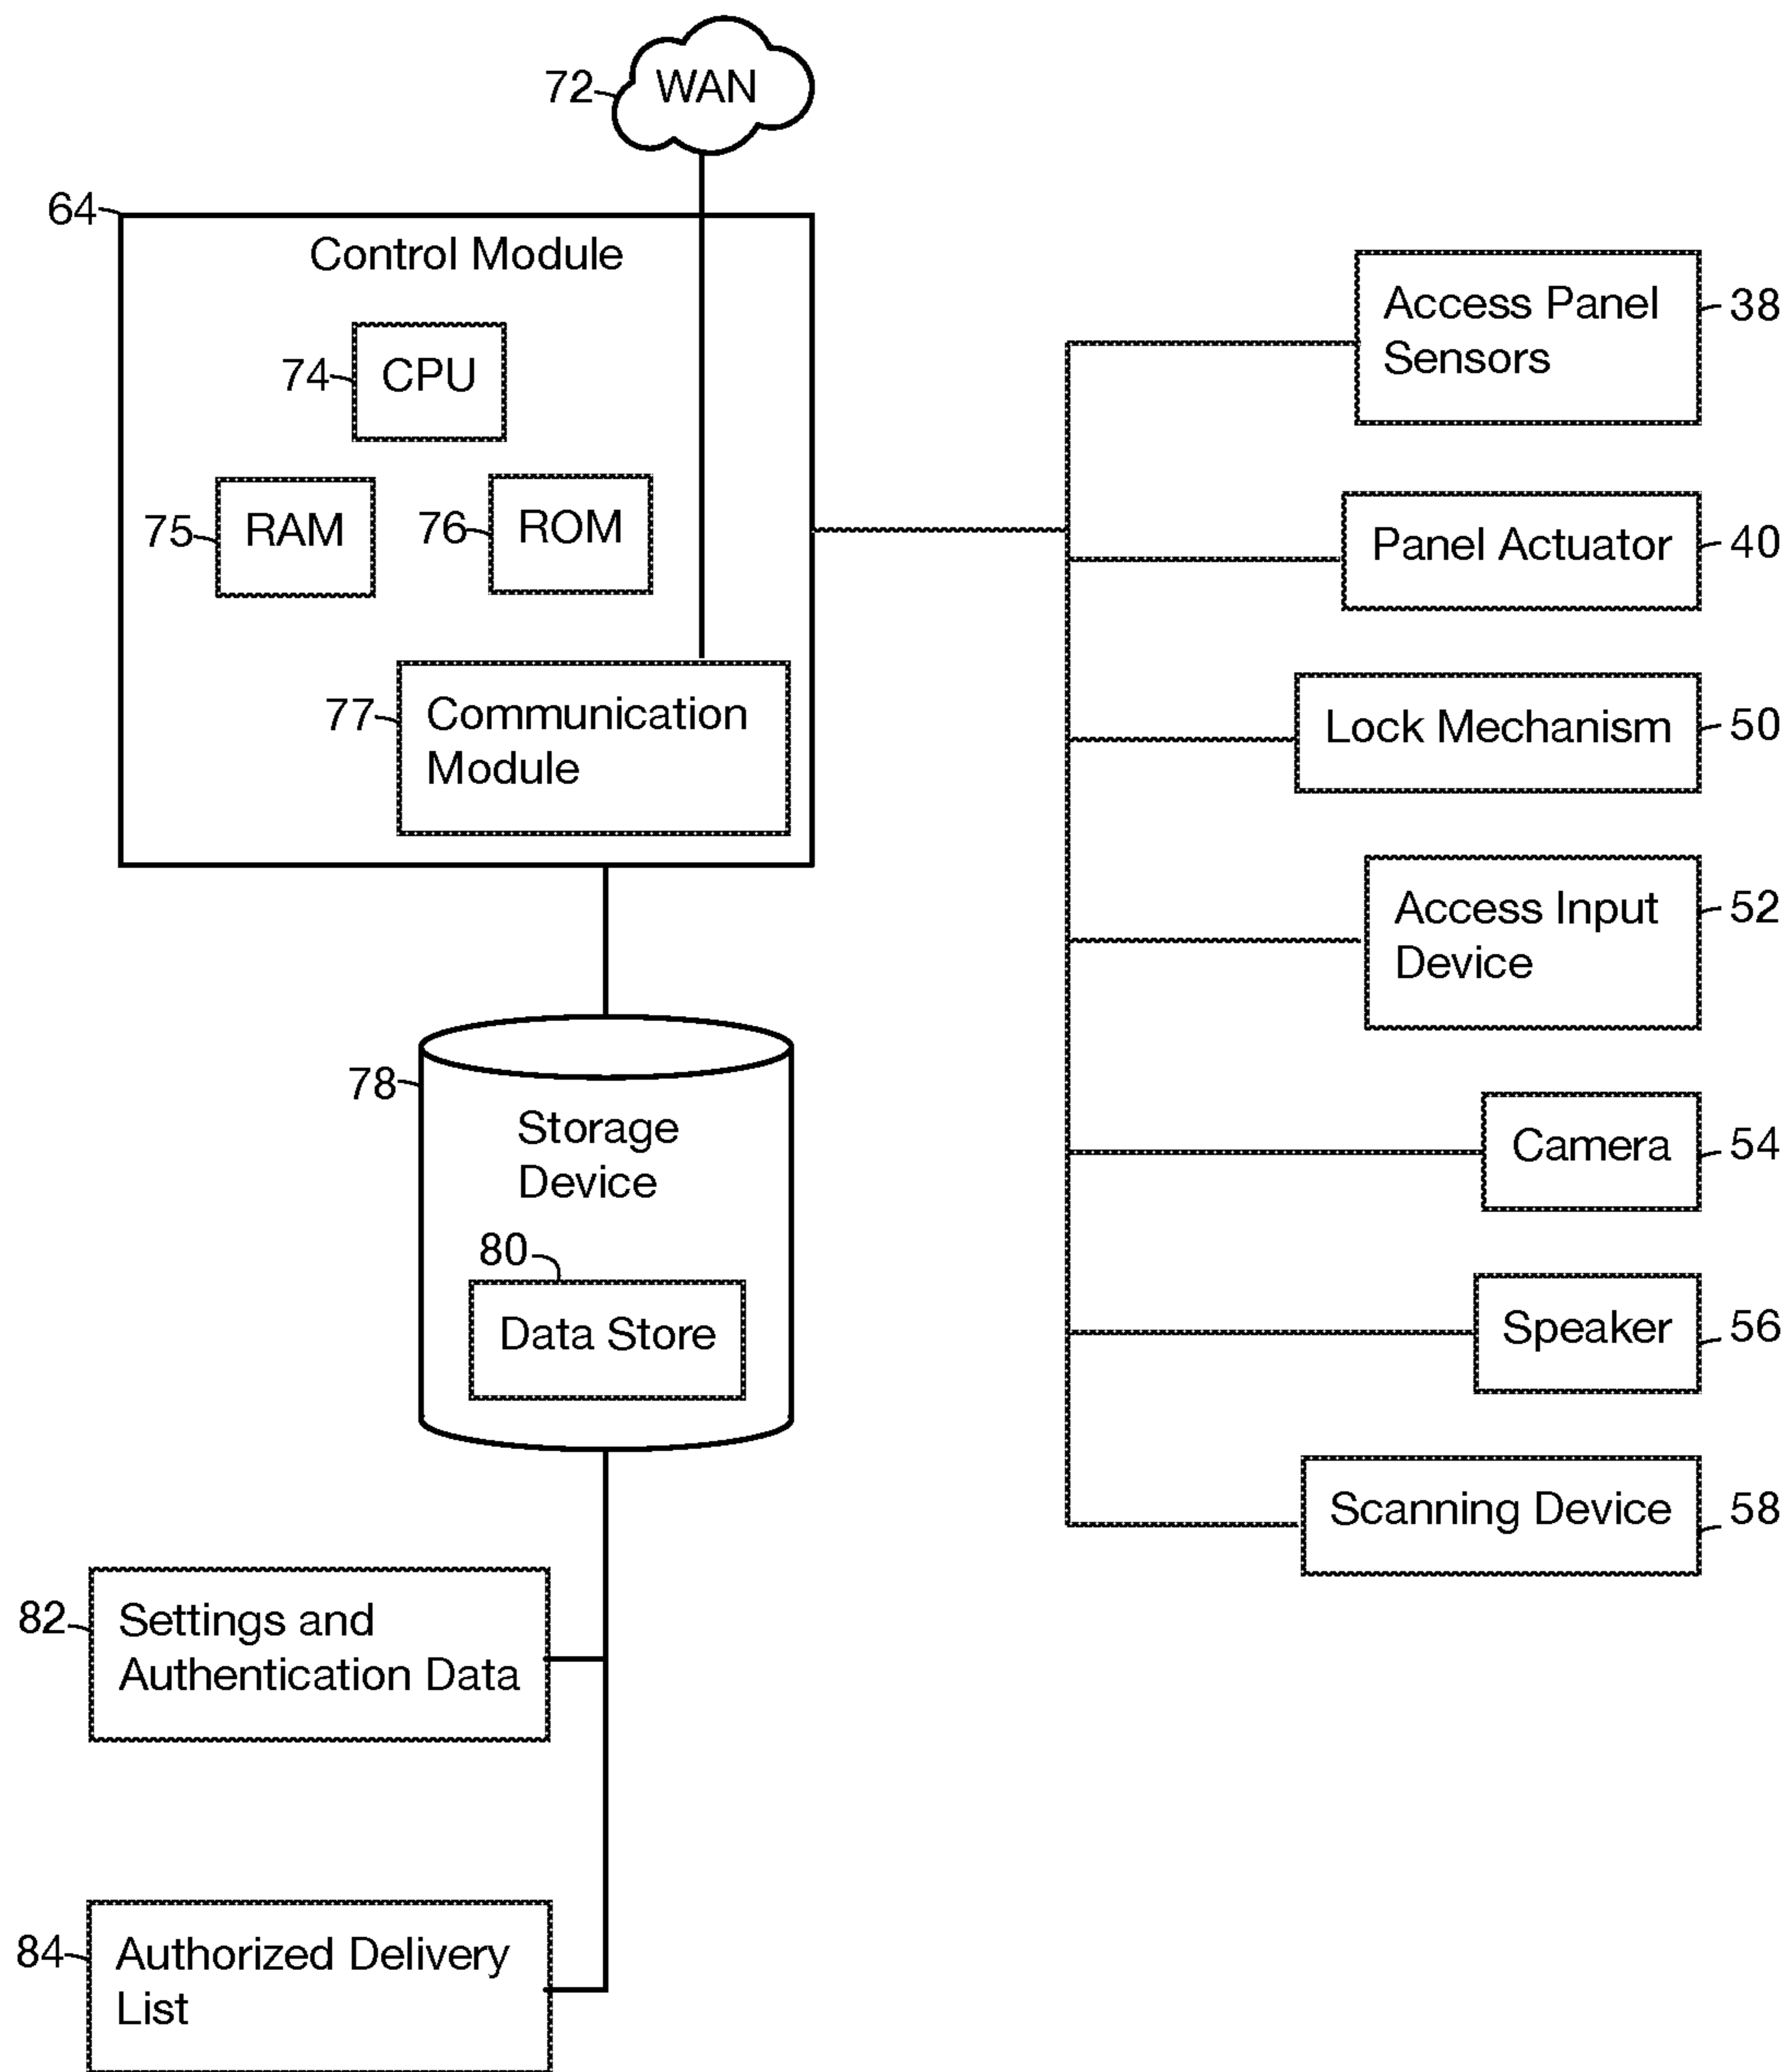 72
WAN
64
Control Module
74
CPU
75
RAM
76
ROM
77
Communication
Module
78
Storage
Device
80
Data Store
82
Settings and
Authentication Data
84
Authorized Delivery
List
Access Panel
Sensors
38
Panel Actuator
40
Lock Mechanism
50
Access Input
Device
52
Camera
54
Speaker
56
Scanning Device
58